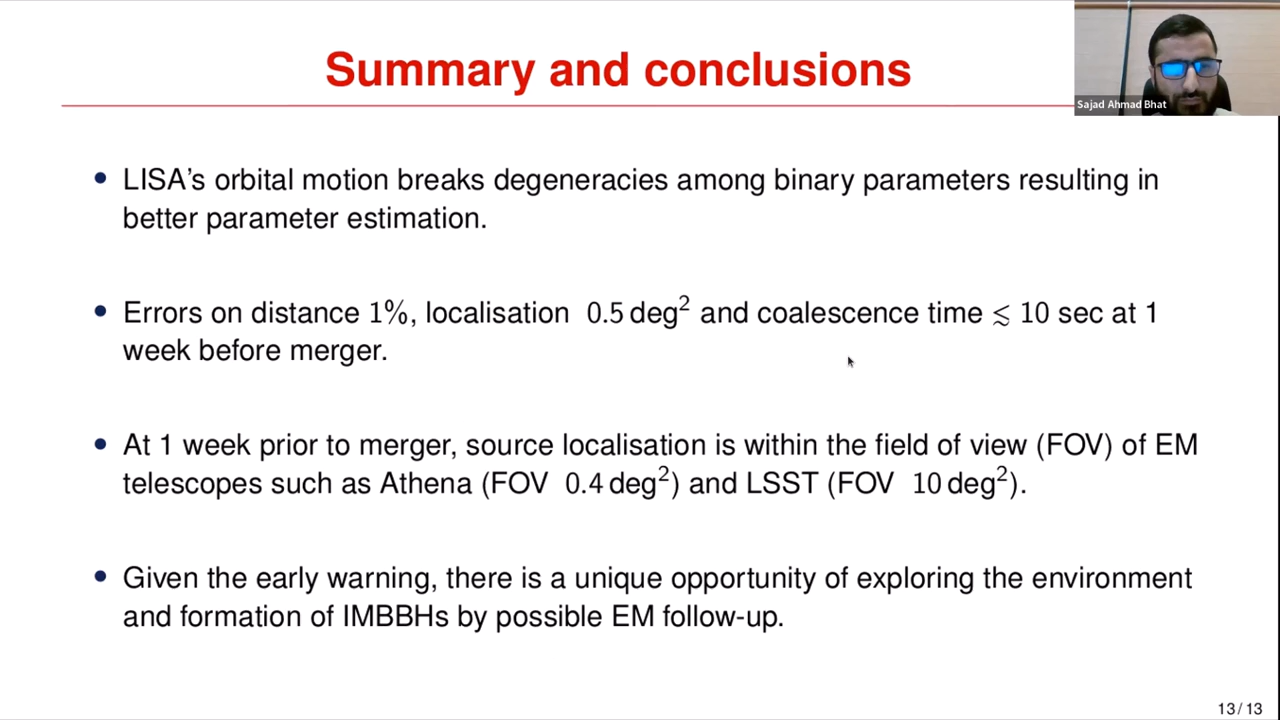 Summary and conclusions
Sajad Ahmad Bhat
• LISA's orbital motion breaks degeneracies among binary parameters resulting in
better parameter estimation.
• Errors on distance 1%, localisation 0.5 deg² and coalescence time ≲ 10 sec at 1
week before merger.
• At 1 week prior to merger, source localisation is within the field of view (FOV) of EM
telescopes such as Athena (FOV 0.4 deg²) and LSST (FOV 10 deg²).
• Given the early warning, there is a unique opportunity of exploring the environment
and formation of IMBBHs by possible EM follow-up.
13 / 13